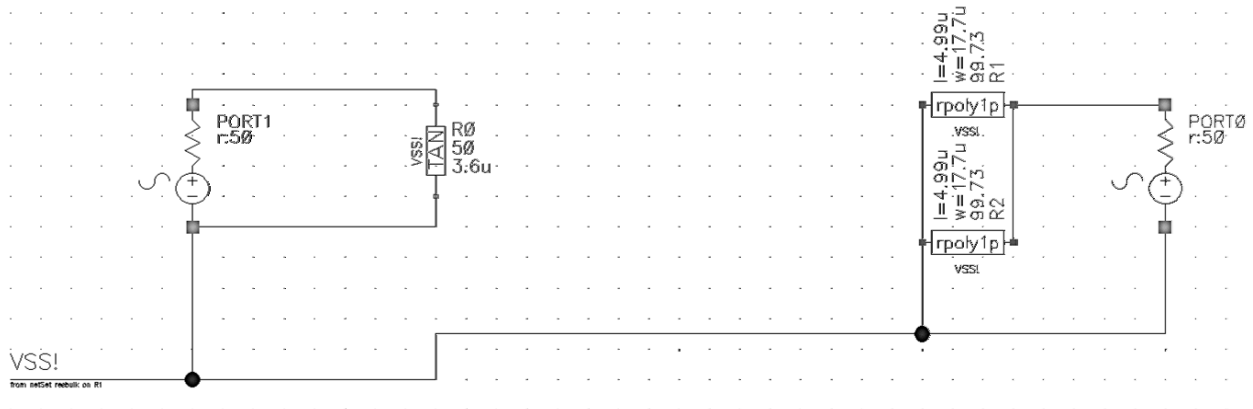 PORT1
r:50
VSS!
TAN
R0
50
3.6u
l=4.99u
w=17.7u
99.73
R1
rpoly1p
VSS!
l=4.99u
w=17.7u
99.73
R2
rpoly1p
VSS!
PORT0
r:50
VSS!
from netSet resbulk on R1